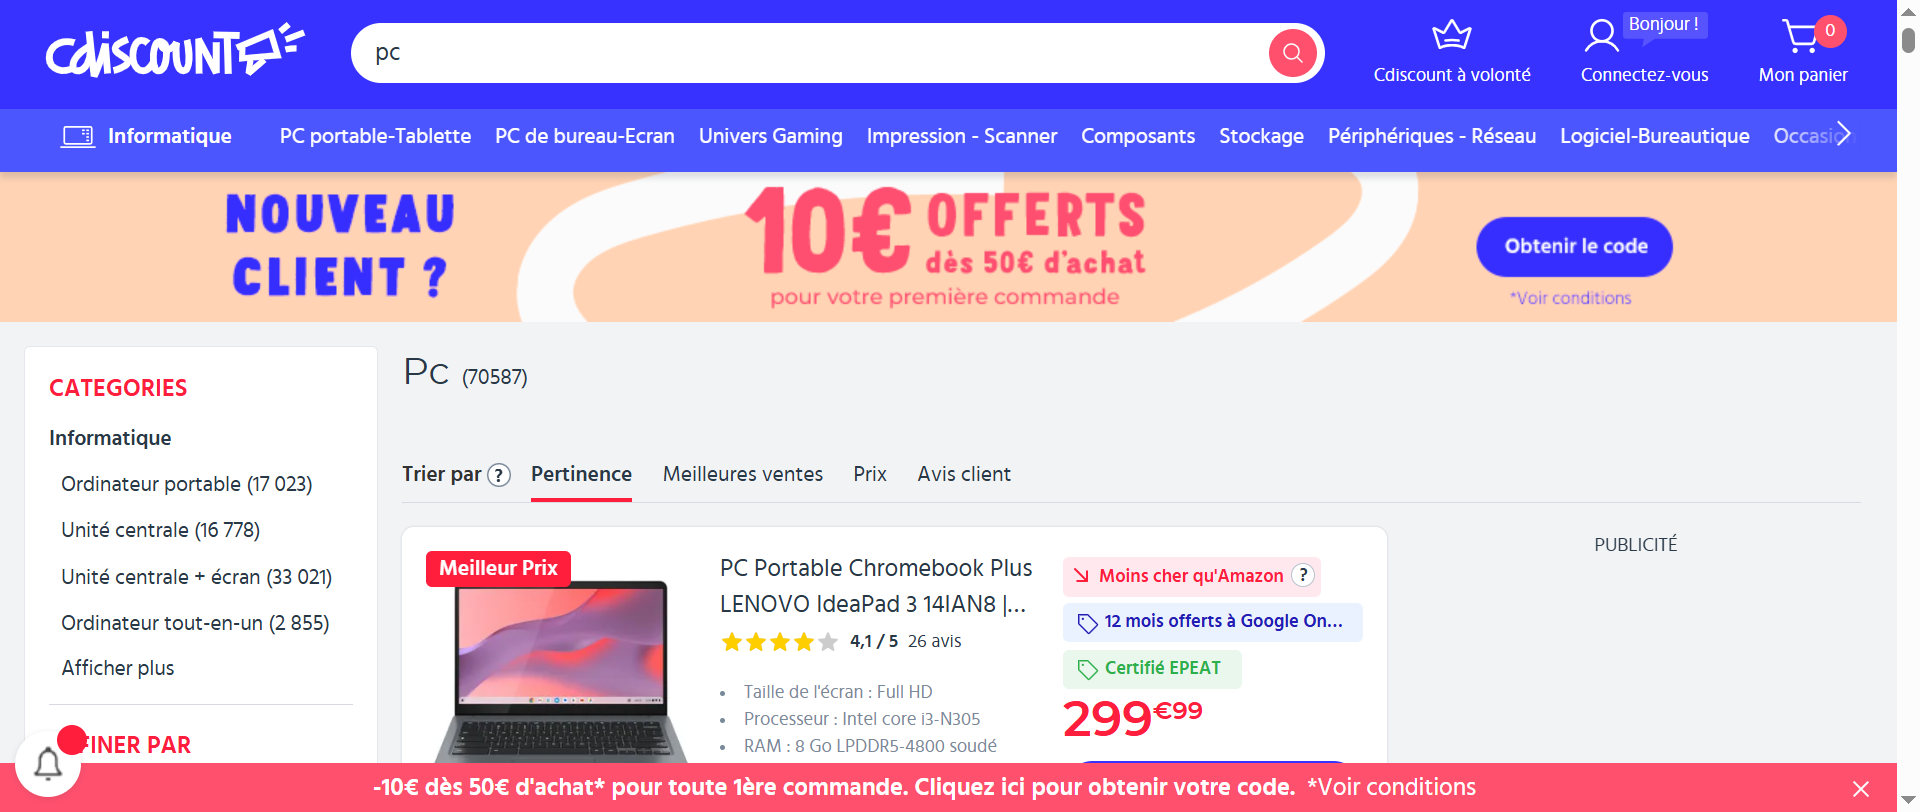 cdiscount
pc
Cdiscount à volonté
Bonjour !
Connectez-vous
0
Mon panier
Informatique
PC portable-Tablette
PC de bureau-Ecran
Univers Gaming
Impression - Scanner
Composants
Stockage
Périphériques - Réseau
Logiciel-Bureautique
Occasion
NOUVEAU
CLIENT ?
10€ OFFERTS
dès 50€ d'achat
pour votre première commande
Obtenir le code
*Voir conditions
CATEGORIES
Informatique
Ordinateur portable (17 023)
Unité centrale (16 778)
Unité centrale + écran (33 021)
Ordinateur tout-en-un (2 855)
Afficher plus
FINER PAR
Pc (70587)
Trier par ?
Pertinence
Meilleures ventes
Prix
Avis client
Meilleur Prix
PC Portable Chromebook Plus
LENOVO IdeaPad 3 14IAN8 |...
4,1 / 5 26 avis
• Taille de l'écran : Full HD
• Processeur : Intel core i3-N305
• RAM : 8 Go LPDDR5-4800 soudé
Moins cher qu'Amazon ?
12 mois offerts à Google On...
Certifié EPEAT
299€99
PUBLICITÉ
-10€ dès 50€ d'achat* pour toute 1ère commande. Cliquez ici pour obtenir votre code. *Voir conditions